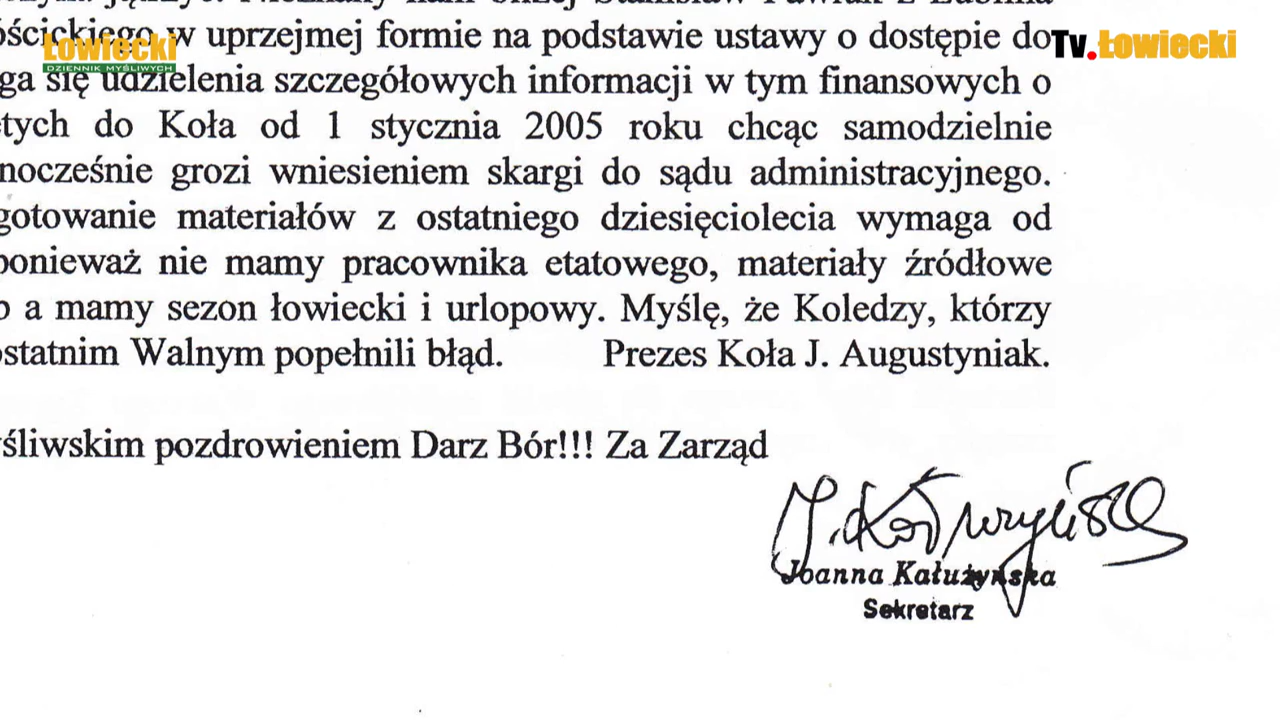 ościckiego w uprzejmej formie na podstawie ustawy o dostępie do
Łowiecki
DZIENNIK MYŚLIWYCH
Tv.Łowiecki
ga się udzielenia szczegółowych informacji w tym finansowych o
ętych do Koła od 1 stycznia 2005 roku chcąc samodzielnie
nocześnie grozi wniesieniem skargi do sądu administracyjnego.
gotowanie materiałów z ostatniego dziesięciolecia wymaga od
ponieważ nie mamy pracownika etatowego, materiały źródłowe
o a mamy sezon łowiecki i urlopowy. Myślę, że Koledzy, którzy
ostatnim Walnym popełnili błąd. Prezes Koła J. Augustyniak.
yśliwskim pozdrowieniem Darz Bór!!! Za Zarząd
Joanna Kałużyńska
Sekretarz